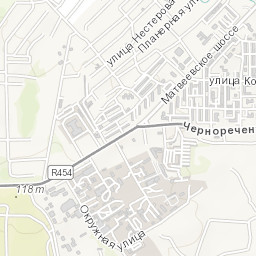 улица Нестерова
Планерная ул
Матвеевское шоссе
улица Ко
Черноречен
R454
118 m
Окружная улица